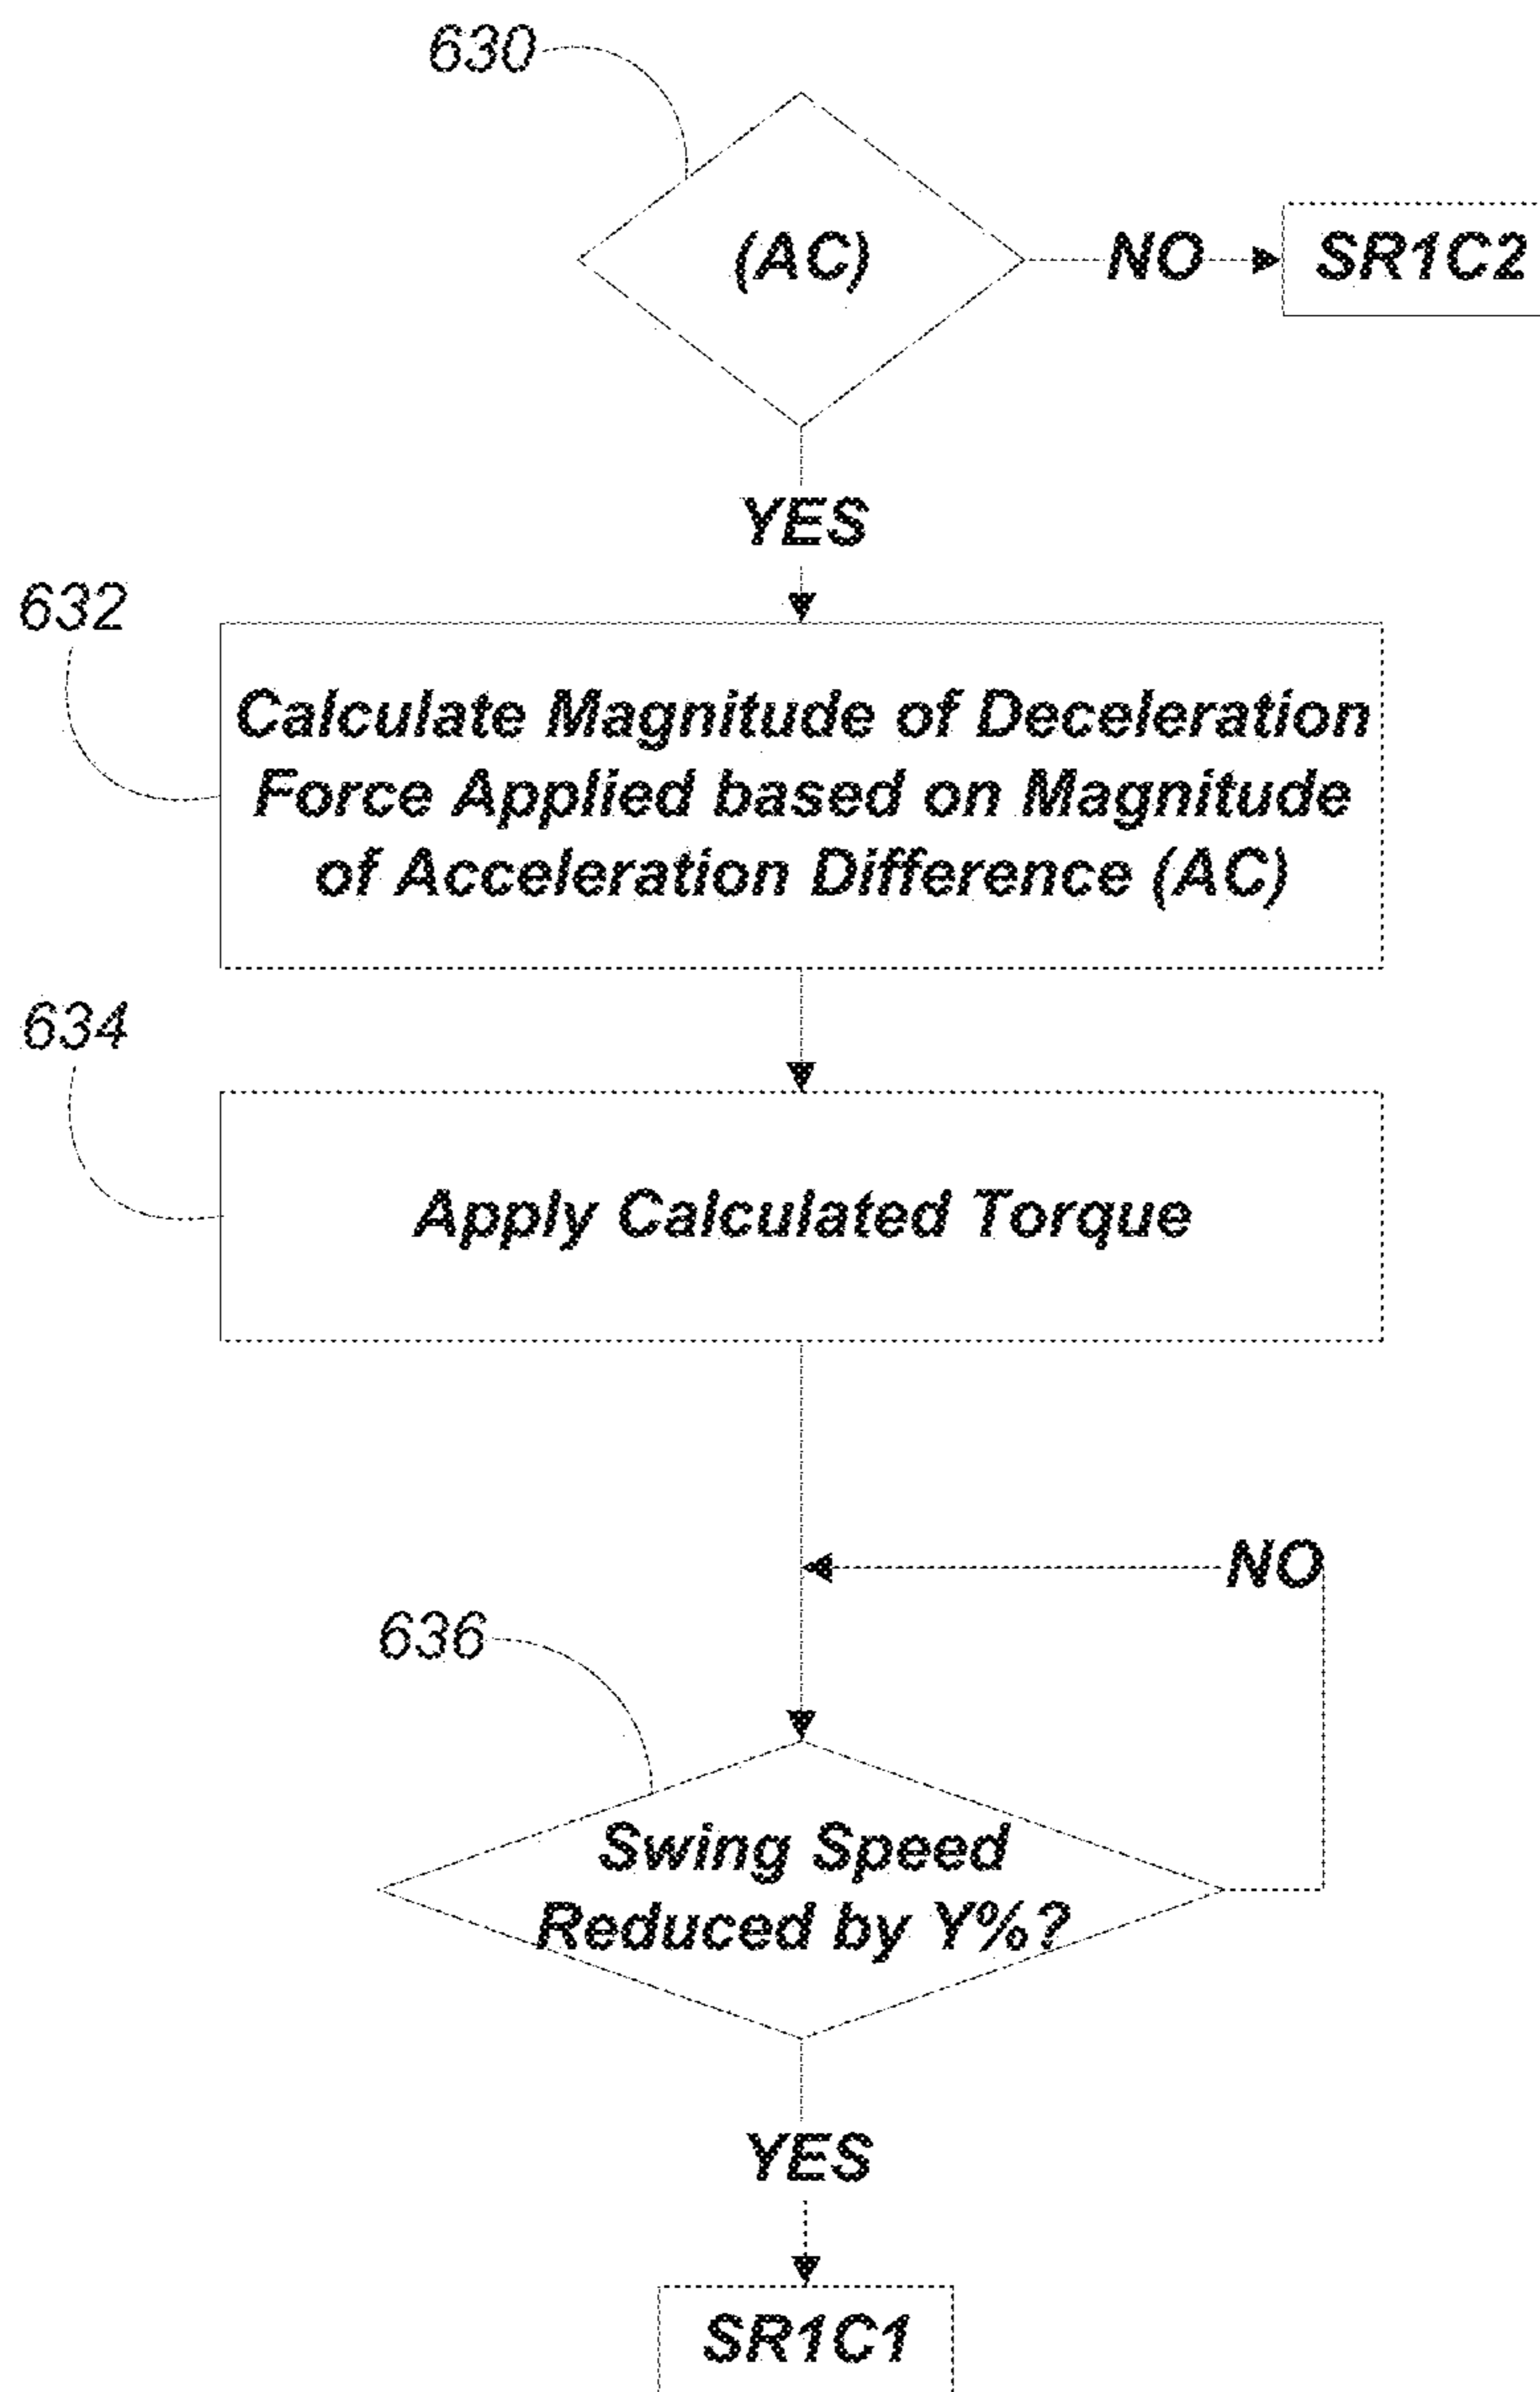 630
(AC)
NO
SR1C2
YES
632
Calculate Magnitude of Deceleration
Force Applied based on Magnitude
of Acceleration Difference (AC)
634
Apply Calculated Torque
NO
636
Swing Speed
Reduced by Y%?
YES
SR1C1